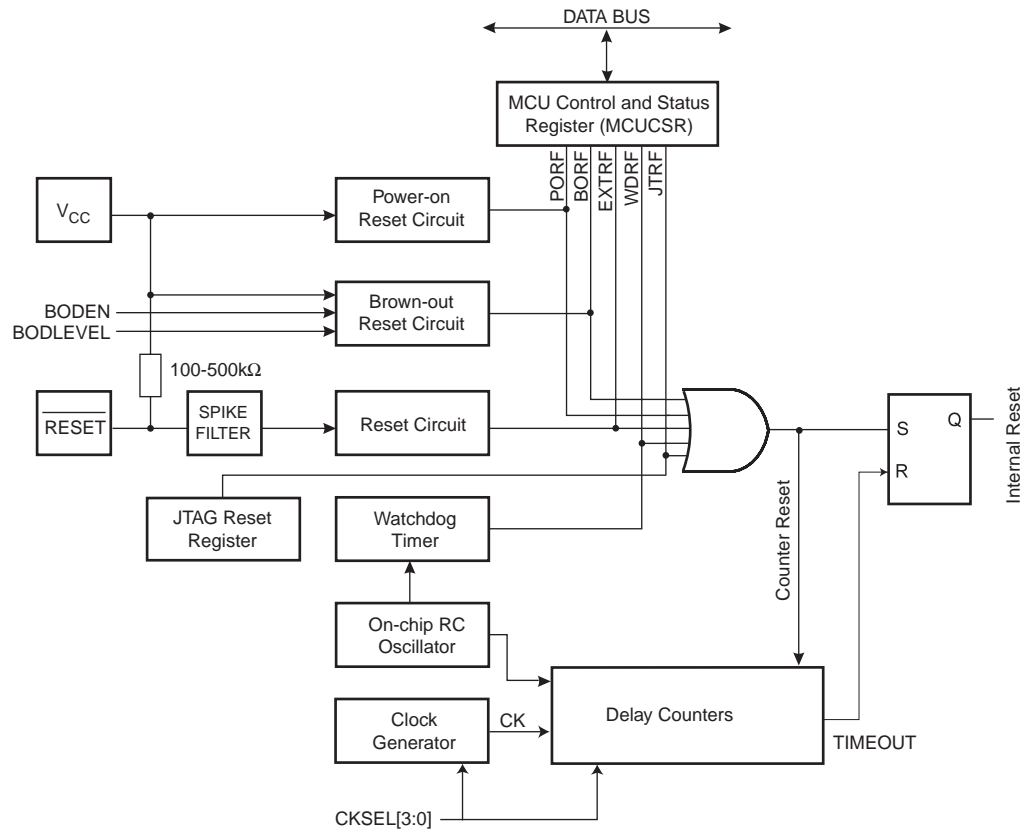 DATA BUS
MCU Control and Status
Register (MCUCSR)
PORF
BORF
EXTRF
WDRF
JTRF
VCC
Power-on
Reset Circuit
BODEN
BODLEVEL
Brown-out
Reset Circuit
100-500kΩ
RESET
SPIKE
FILTER
Reset Circuit
S
Q
R
Internal Reset
JTAG Reset
Register
Watchdog
Timer
Counter Reset
On-chip RC
Oscillator
Clock
Generator
CK
Delay Counters
TIMEOUT
CKSEL[3:0]